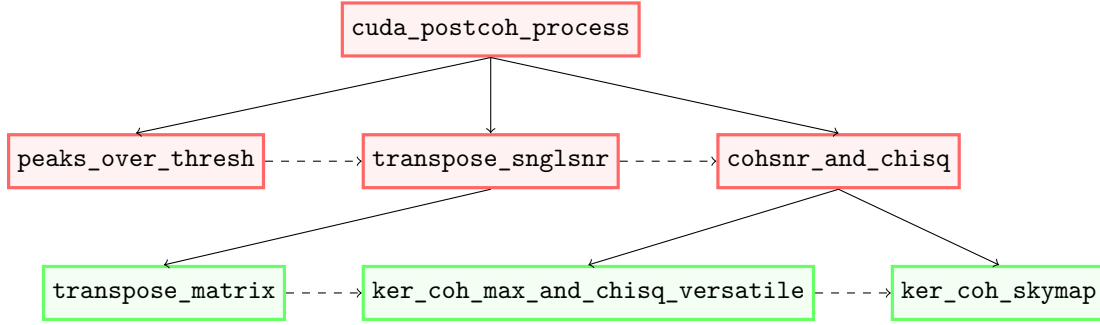 cuda_postcoh_process
peaks_over_thresh
transpose_snglsnr
cohsnr_and_chisq
transpose_matrix
ker_coh_max_and_chisq_versatile
ker_coh_skymap